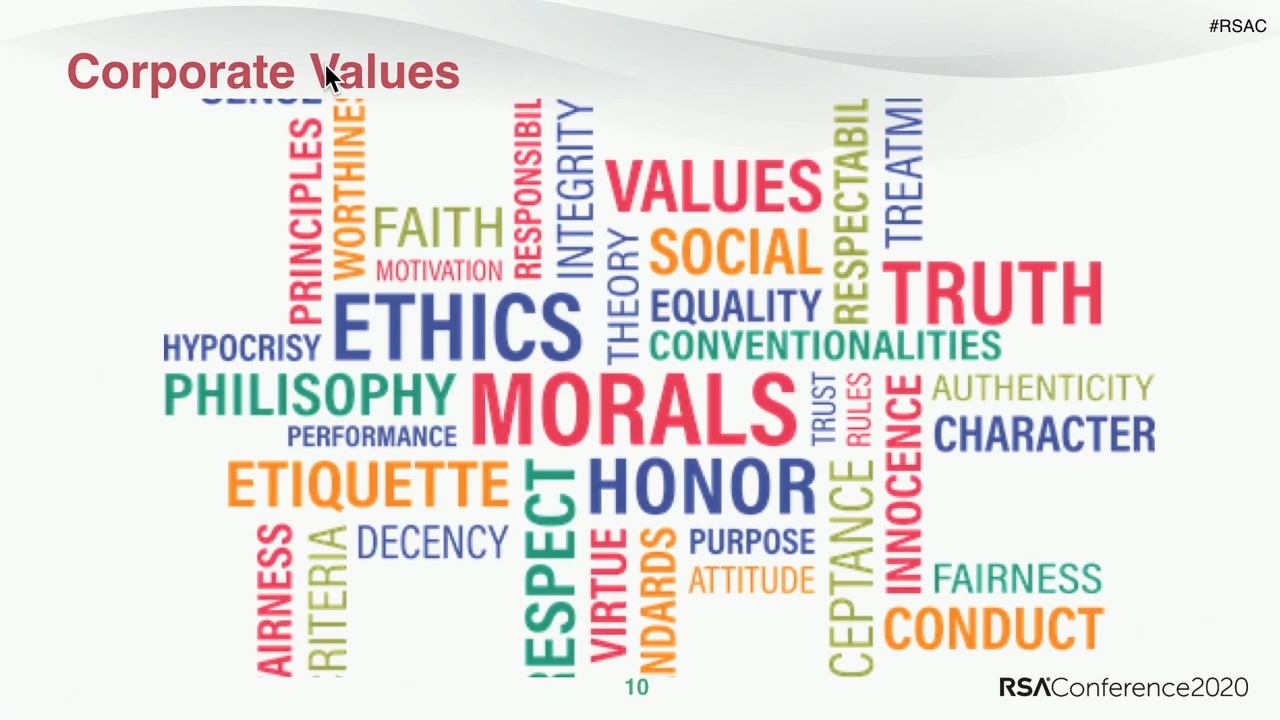 #RSAC
Corporate Values
PRINCIPLES
WORTHINES
FAITH
MOTIVATION
RESPONSIBIL
INTEGRITY
VALUES
SOCIAL
THEORY
EQUALITY
RESPECTABIL
TREATM
TRUTH
HYPOCRISY
ETHICS
CONVENTIONALITIES
PHILISOPHY
MORALS
TRUST
RULES
INNOCENCE
AUTHENTICITY
PERFORMANCE
CHARACTER
ETIQUETTE
RESPECT
HONOR
CEPTANCE
AIRNESS
CRITERIA
DECENCY
VIRTUE
NDARDS
PURPOSE
ATTITUDE
FAIRNESS
CONDUCT
10
RSAConference2020